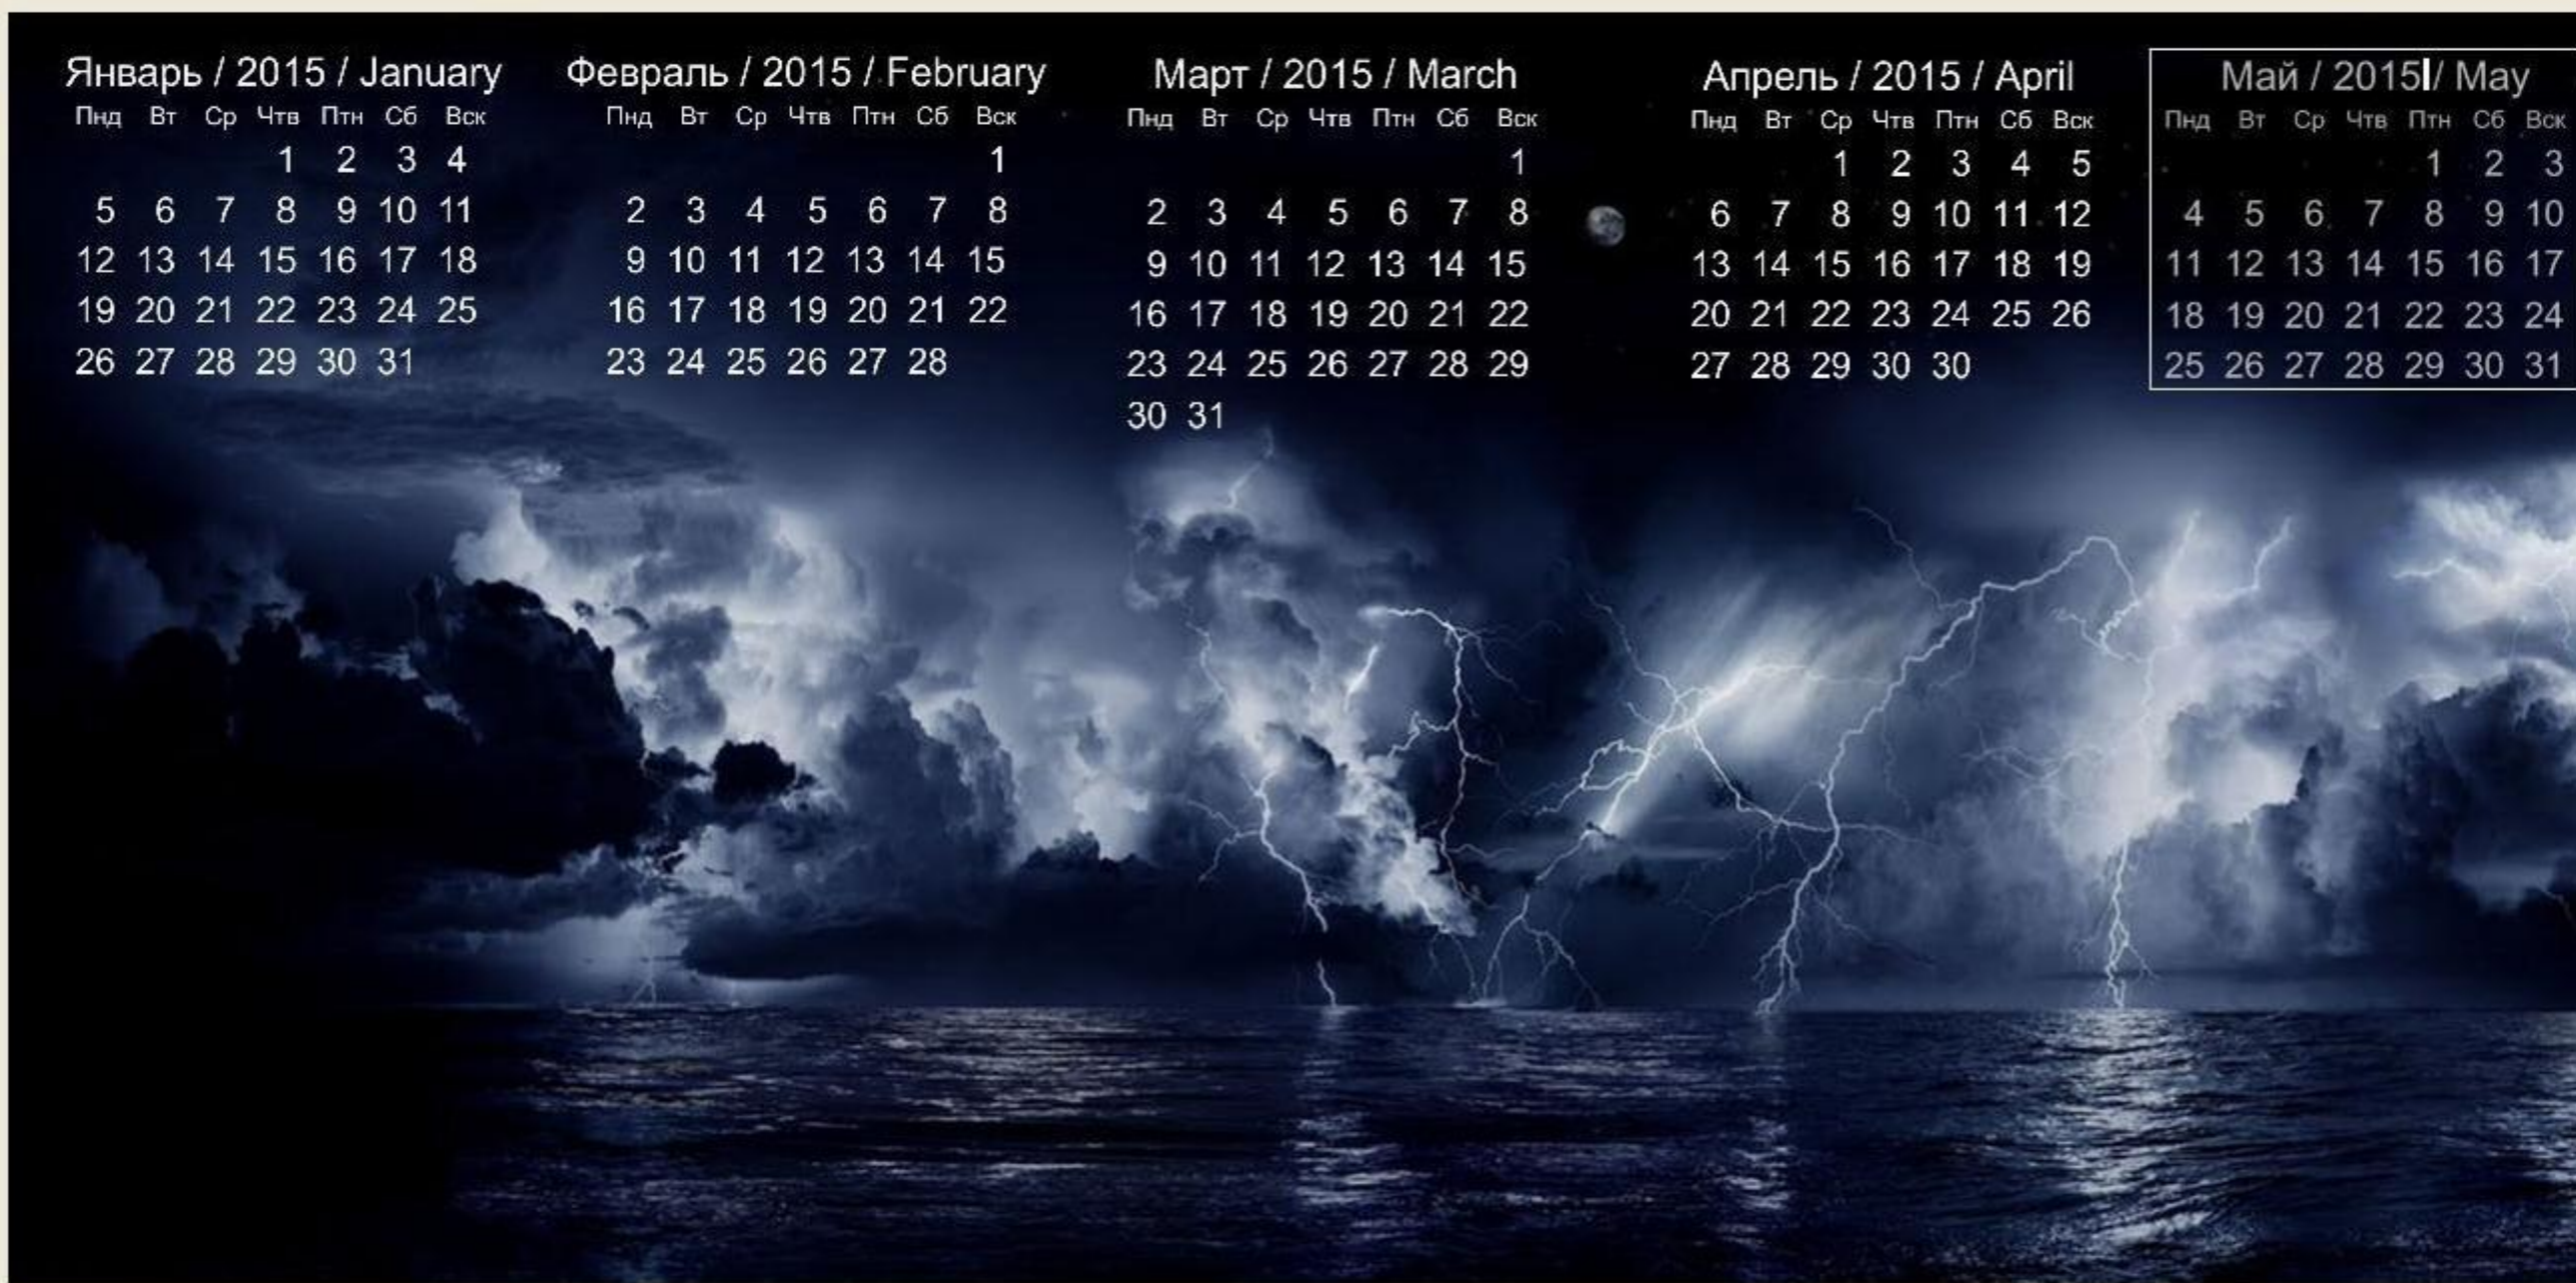 Январь / 2015 / January
Пнд Вт Ср Чтв Птн Сб Вск
1 2 3 4
5 6 7 8 9 10 11
12 13 14 15 16 17 18
19 20 21 22 23 24 25
26 27 28 29 30 31
Февраль / 2015 / February
Пнд Вт Ср Чтв Птн Сб Вск
1
2 3 4 5 6 7 8
9 10 11 12 13 14 15
16 17 18 19 20 21 22
23 24 25 26 27 28
Март / 2015 / March
Пнд Вт Ср Чтв Птн Сб Вск
1
2 3 4 5 6 7 8
9 10 11 12 13 14 15
16 17 18 19 20 21 22
23 24 25 26 27 28 29
30 31
Апрель / 2015 / April
Пнд Вт Ср Чтв Птн Сб Вск
1 2 3 4 5
6 7 8 9 10 11 12
13 14 15 16 17 18 19
20 21 22 23 24 25 26
27 28 29 30 30
Май / 2015 / May
Пнд Вт Ср Чтв Птн Сб Вск
1 2 3
4 5 6 7 8 9 10
11 12 13 14 15 16 17
18 19 20 21 22 23 24
25 26 27 28 29 30 31